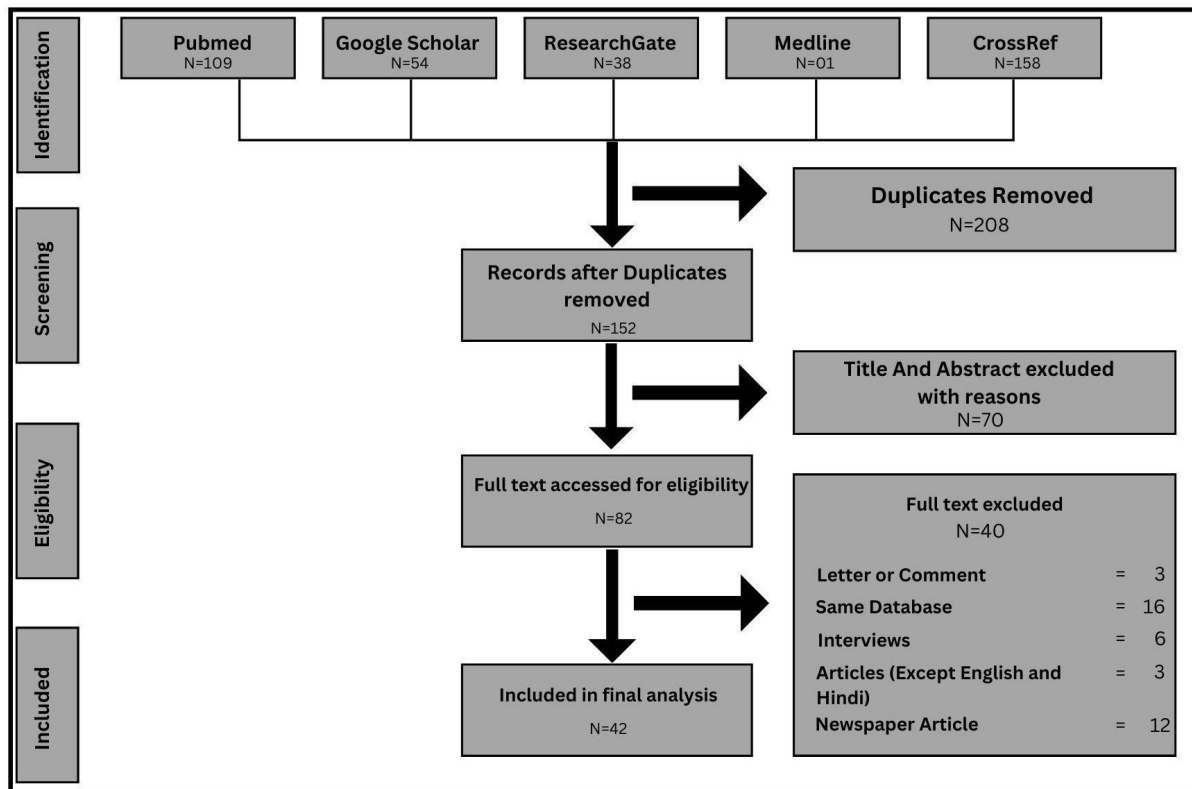 Identification
Pubmed
N=109
Google Scholar
N=54
ResearchGate
N=38
Medline
N=01
CrossRef
N=158
Duplicates Removed
N=208
Screening
Records after Duplicates
removed
N=152
Title And Abstract excluded
with reasons
N=70
Eligibility
Full text accessed for eligibility
N=82
Full text excluded
N=40
Letter or Comment = 3
Same Database = 16
Interviews = 6
Articles (Except English and = 3
Hindi)
Newspaper Article = 12
Included
Included in final analysis
N=42